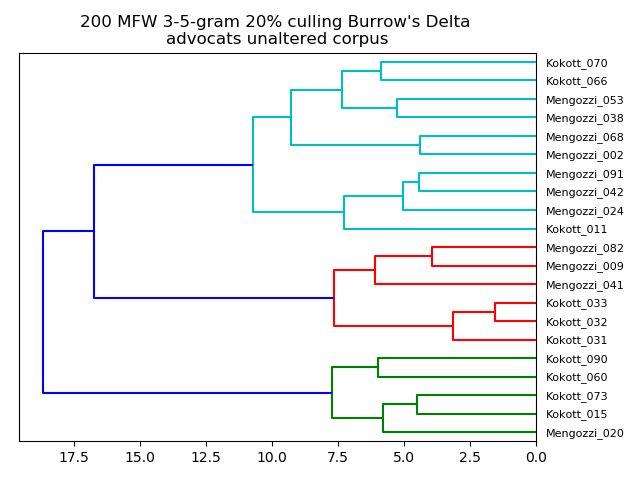 200 MFW 3-5-gram 20% culling Burrow's Delta
advocats unaltered corpus
Kokott_070
Kokott_066
Mengozzi_053
Mengozzi_038
Mengozzi_068
Mengozzi_002
Mengozzi_091
Mengozzi_042
Mengozzi_024
Kokott_011
Mengozzi_082
Mengozzi_009
Mengozzi_041
Kokott_033
Kokott_032
Kokott_031
Kokott_090
Kokott_060
Kokott_073
Kokott_015
Mengozzi_020
17.5 15.0 12.5 10.0 7.5 5.0 2.5 0.0